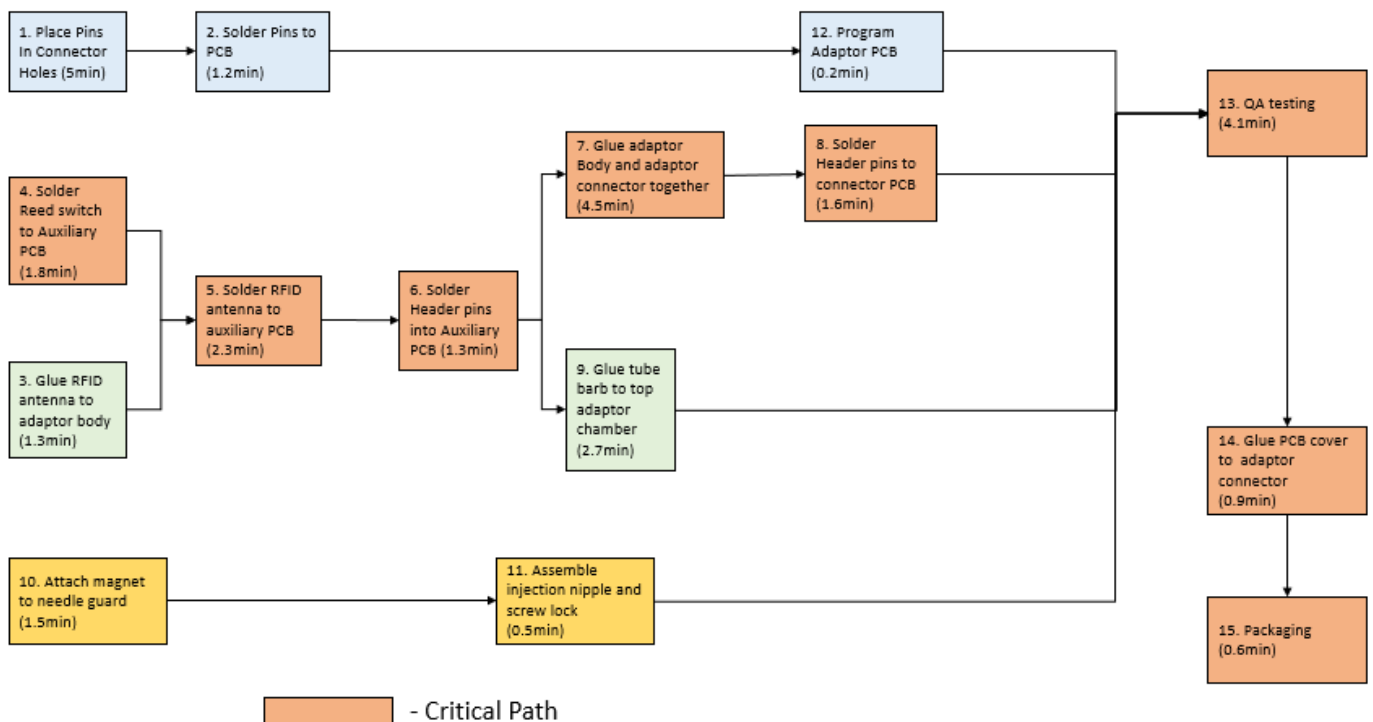 1. Place Pins
In Connector
Holes (5min)
2. Solder Pins to
PCB
(1.2min)
12. Program
Adaptor PCB
(0.2min)
13. QA testing
(4.1min)
7. Glue adaptor
Body and adaptor
connector together
(4.5min)
8. Solder
Header pins to
connector PCB
(1.6min)
4. Solder
Reed switch
to Auxiliary
PCB
(1.8min)
5. Solder RFID
antenna to
auxiliary PCB
(2.3min)
6. Solder
Header pins
into Auxiliary
PCB (1.3min)
3. Glue RFID
antenna to
adaptor body
(1.3min)
9. Glue tube
barb to top
adaptor
chamber
(2.7min)
14. Glue PCB cover
to adaptor
connector
(0.9min)
10. Attach magnet
to needle guard
(1.5min)
11. Assemble
injection nipple and
screw lock
(0.5min)
15. Packaging
(0.6min)
- Critical Path